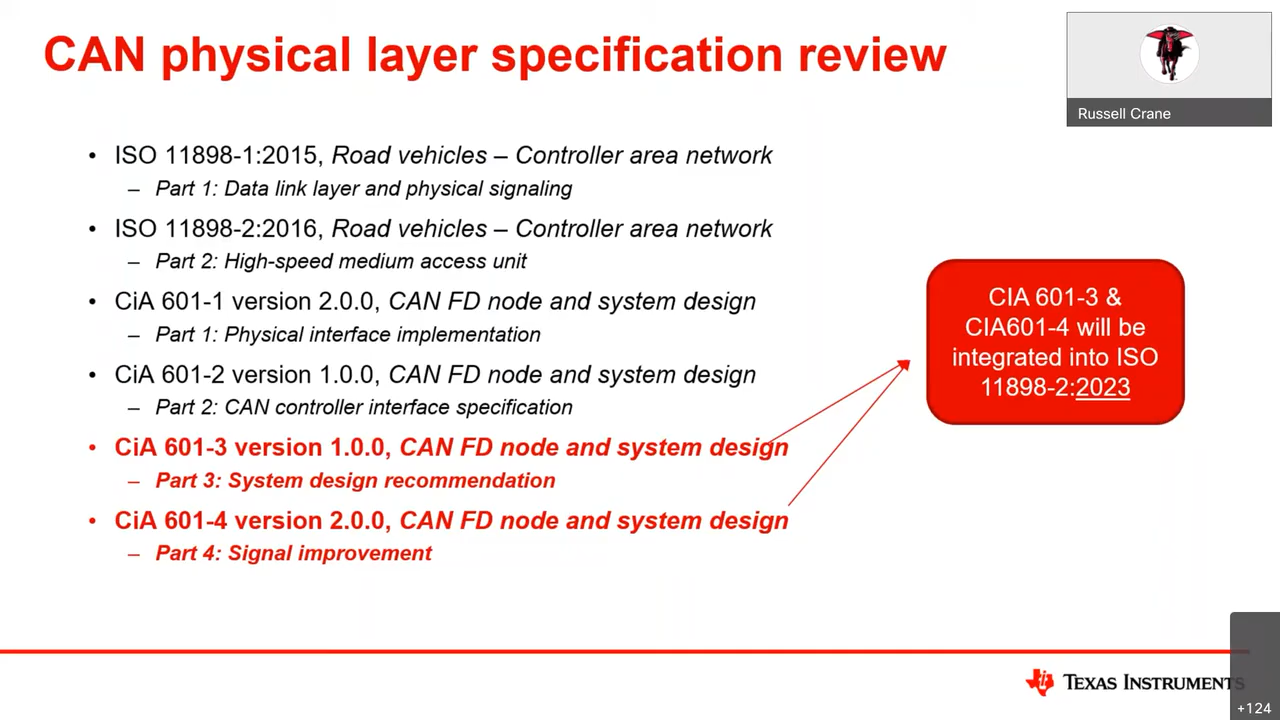 CAN physical layer specification review
Russell Crane
• ISO 11898-1:2015, Road vehicles – Controller area network
– Part 1: Data link layer and physical signaling
• ISO 11898-2:2016, Road vehicles – Controller area network
– Part 2: High-speed medium access unit
• CiA 601-1 version 2.0.0, CAN FD node and system design
– Part 1: Physical interface implementation
• CiA 601-2 version 1.0.0, CAN FD node and system design
– Part 2: CAN controller interface specification
• CiA 601-3 version 1.0.0, CAN FD node and system design
– Part 3: System design recommendation
• CiA 601-4 version 2.0.0, CAN FD node and system design
– Part 4: Signal improvement
CIA 601-3 &
CIA601-4 will be
integrated into ISO
11898-2:2023
TEXAS INSTRUMENTS
+124